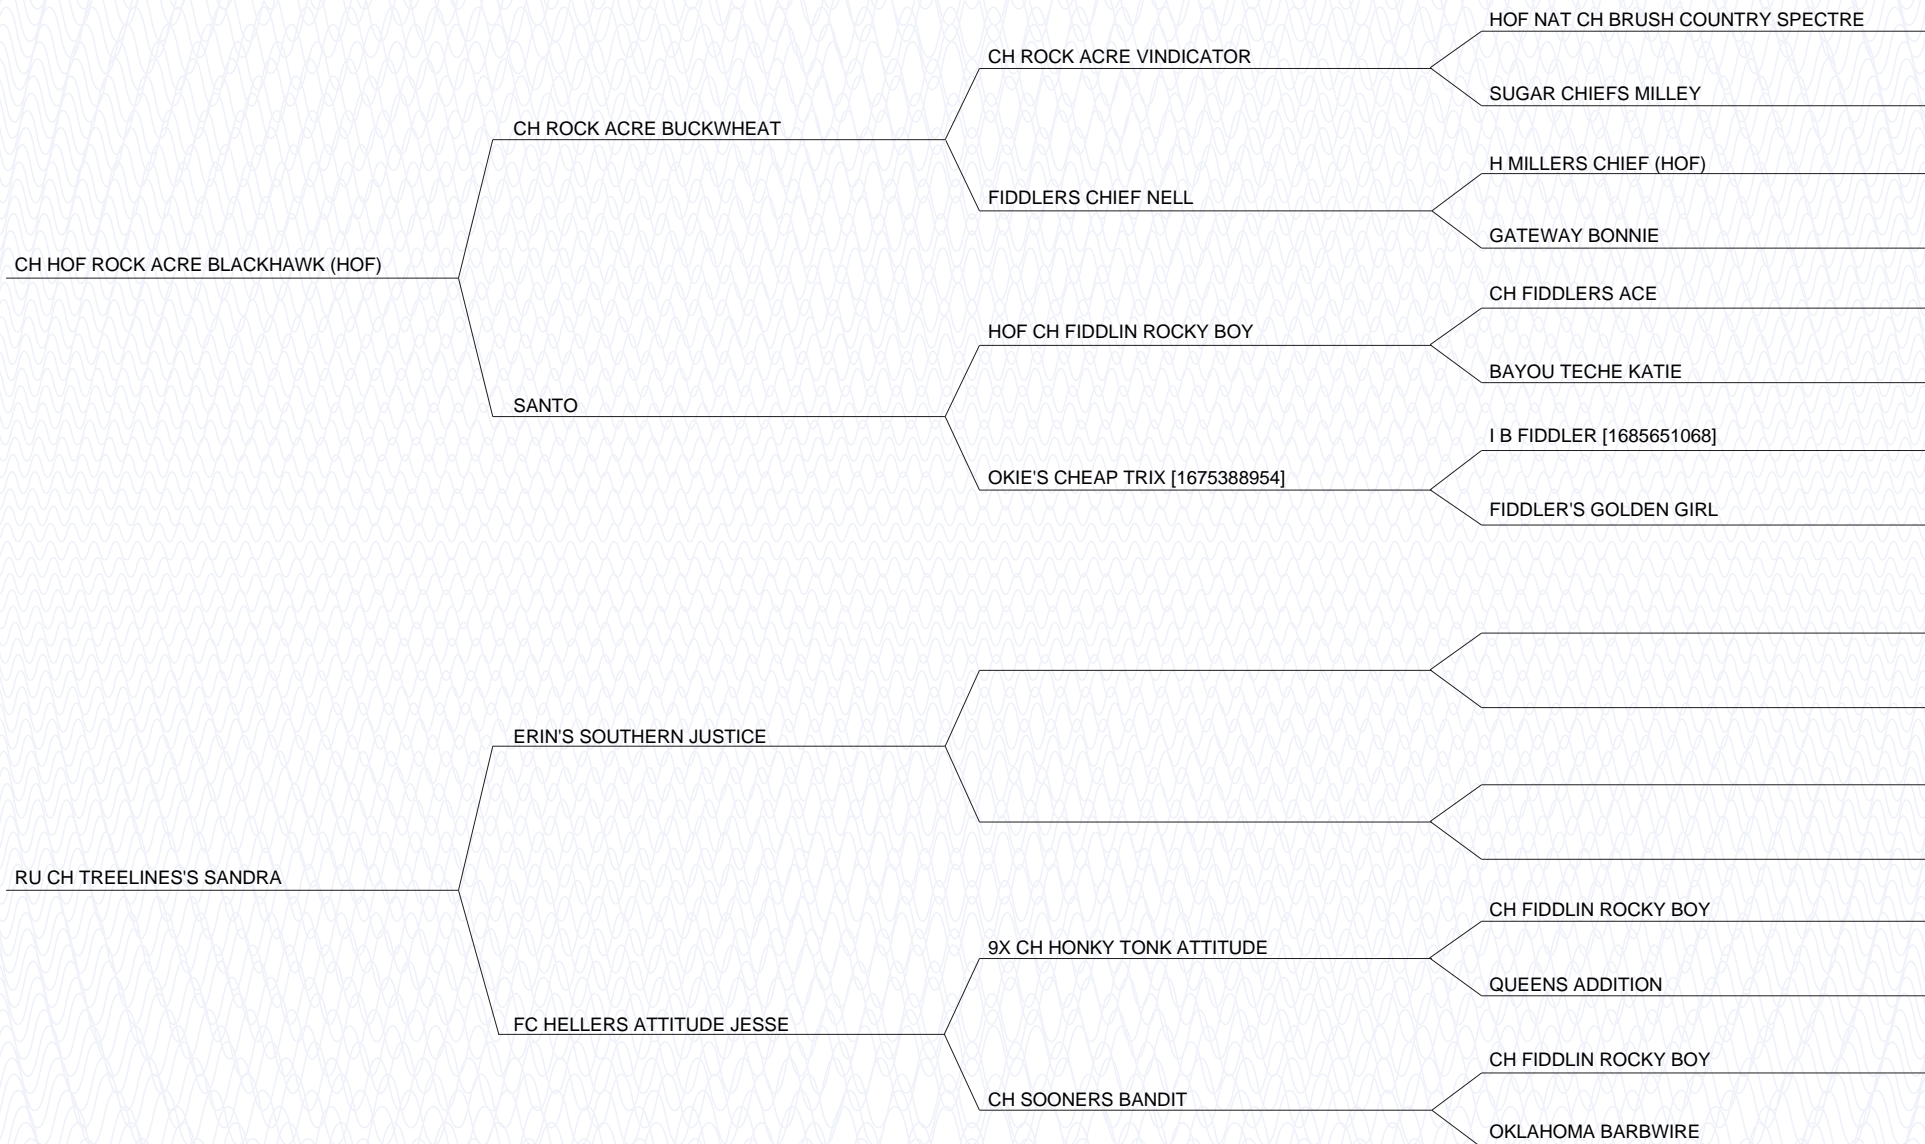 HOF NAT CH BRUSH COUNTRY SPECTRE
CH ROCK ACRE VINDICATOR
SUGAR CHIEFS MILLEY
CH ROCK ACRE BUCKWHEAT
H MILLERS CHIEF (HOF)
FIDDLERS CHIEF NELL
GATEWAY BONNIE
CH HOF ROCK ACRE BLACKHAWK (HOF)
CH FIDDLERS ACE
HOF CH FIDDLIN ROCKY BOY
BAYOU TECHE KATIE
SANTO
I B FIDDLER [1685651068]
OKIE'S CHEAP TRIX [1675388954]
FIDDLER'S GOLDEN GIRL
ERIN'S SOUTHERN JUSTICE
RU CH TREELINES'S SANDRA
CH FIDDLIN ROCKY BOY
9X CH HONKY TONK ATTITUDE
QUEENS ADDITION
FC HELLERS ATTITUDE JESSE
CH FIDDLIN ROCKY BOY
CH SOONERS BANDIT
OKLAHOMA BARBWIRE